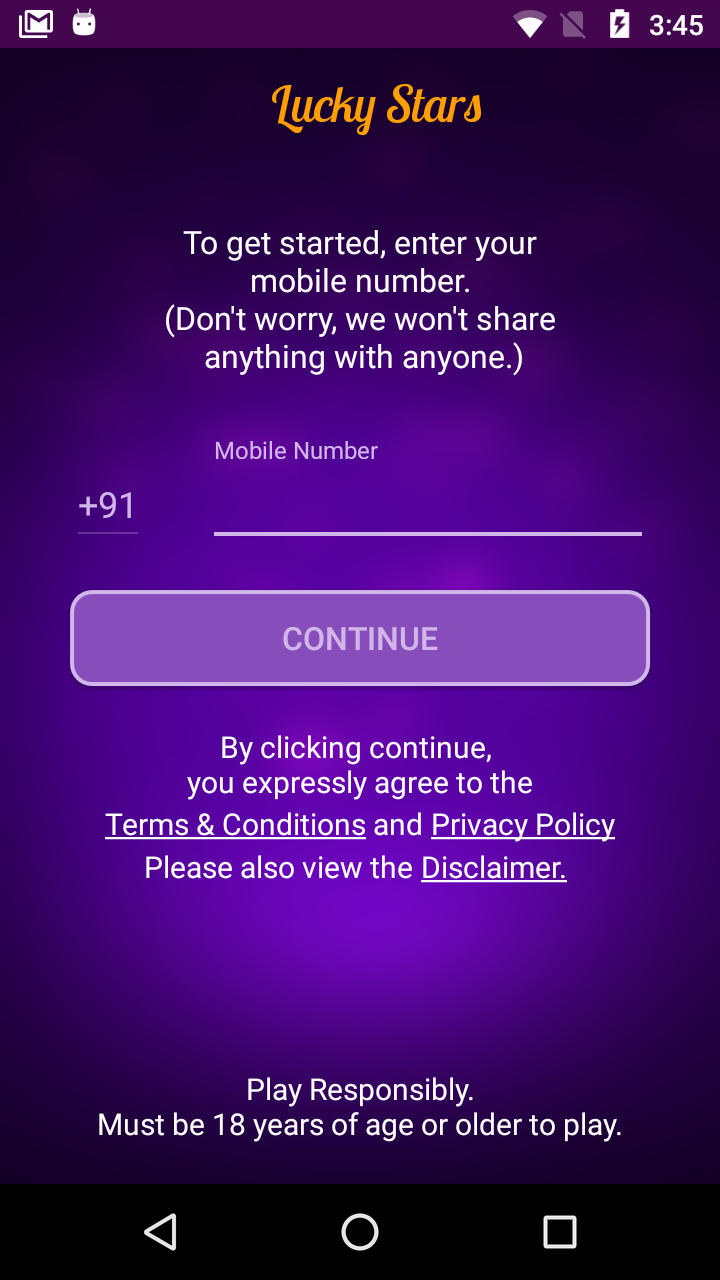 3:45
Lucky Stars
To get started, enter your
mobile number.
(Don't worry, we won't share
anything with anyone.)
Mobile Number
+91
CONTINUE
By clicking continue,
you expressly agree to the
Terms & Conditions and Privacy Policy
Please also view the Disclaimer.
Play Responsibly.
Must be 18 years of age or older to play.